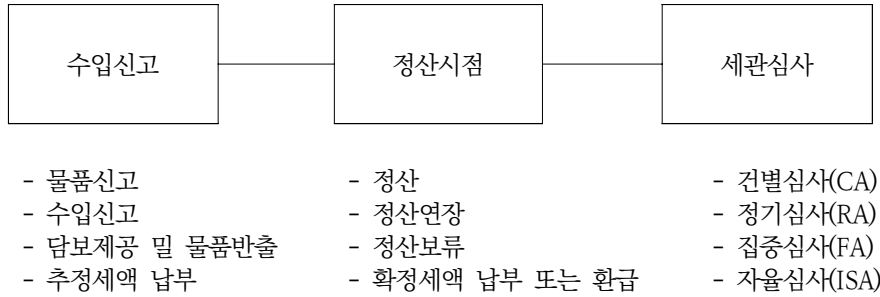 수입신고
정산시점
세관심사
- 물품신고
- 수입신고
- 담보제공 밀 물품반출
- 추정세액 납부
- 정산
- 정산연장
- 정산보류
- 확정세액 납부 또는 환급
- 건별심사(CA)
- 정기심사(RA)
- 집중심사(FA)
- 자율심사(ISA)